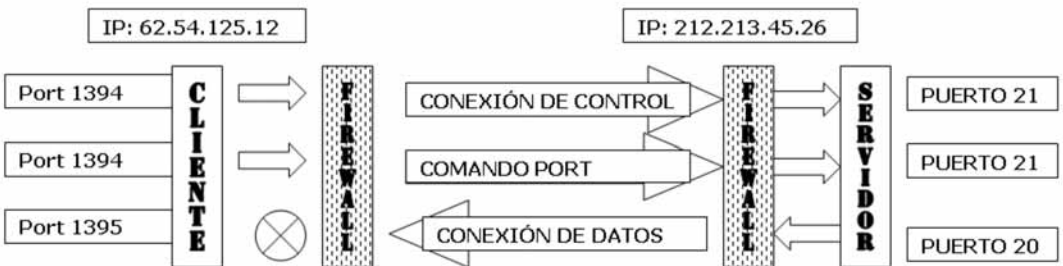 IP: 62.54.125.12
IP: 212.213.45.26
Port 1394
Port 1394
Port 1395
CLIENTE
FIREWALL
CONEXIÓN DE CONTROL
COMANDO PORT
CONEXIÓN DE DATOS
FIREWALL
SERVIDOR
PUERTO 21
PUERTO 21
PUERTO 20